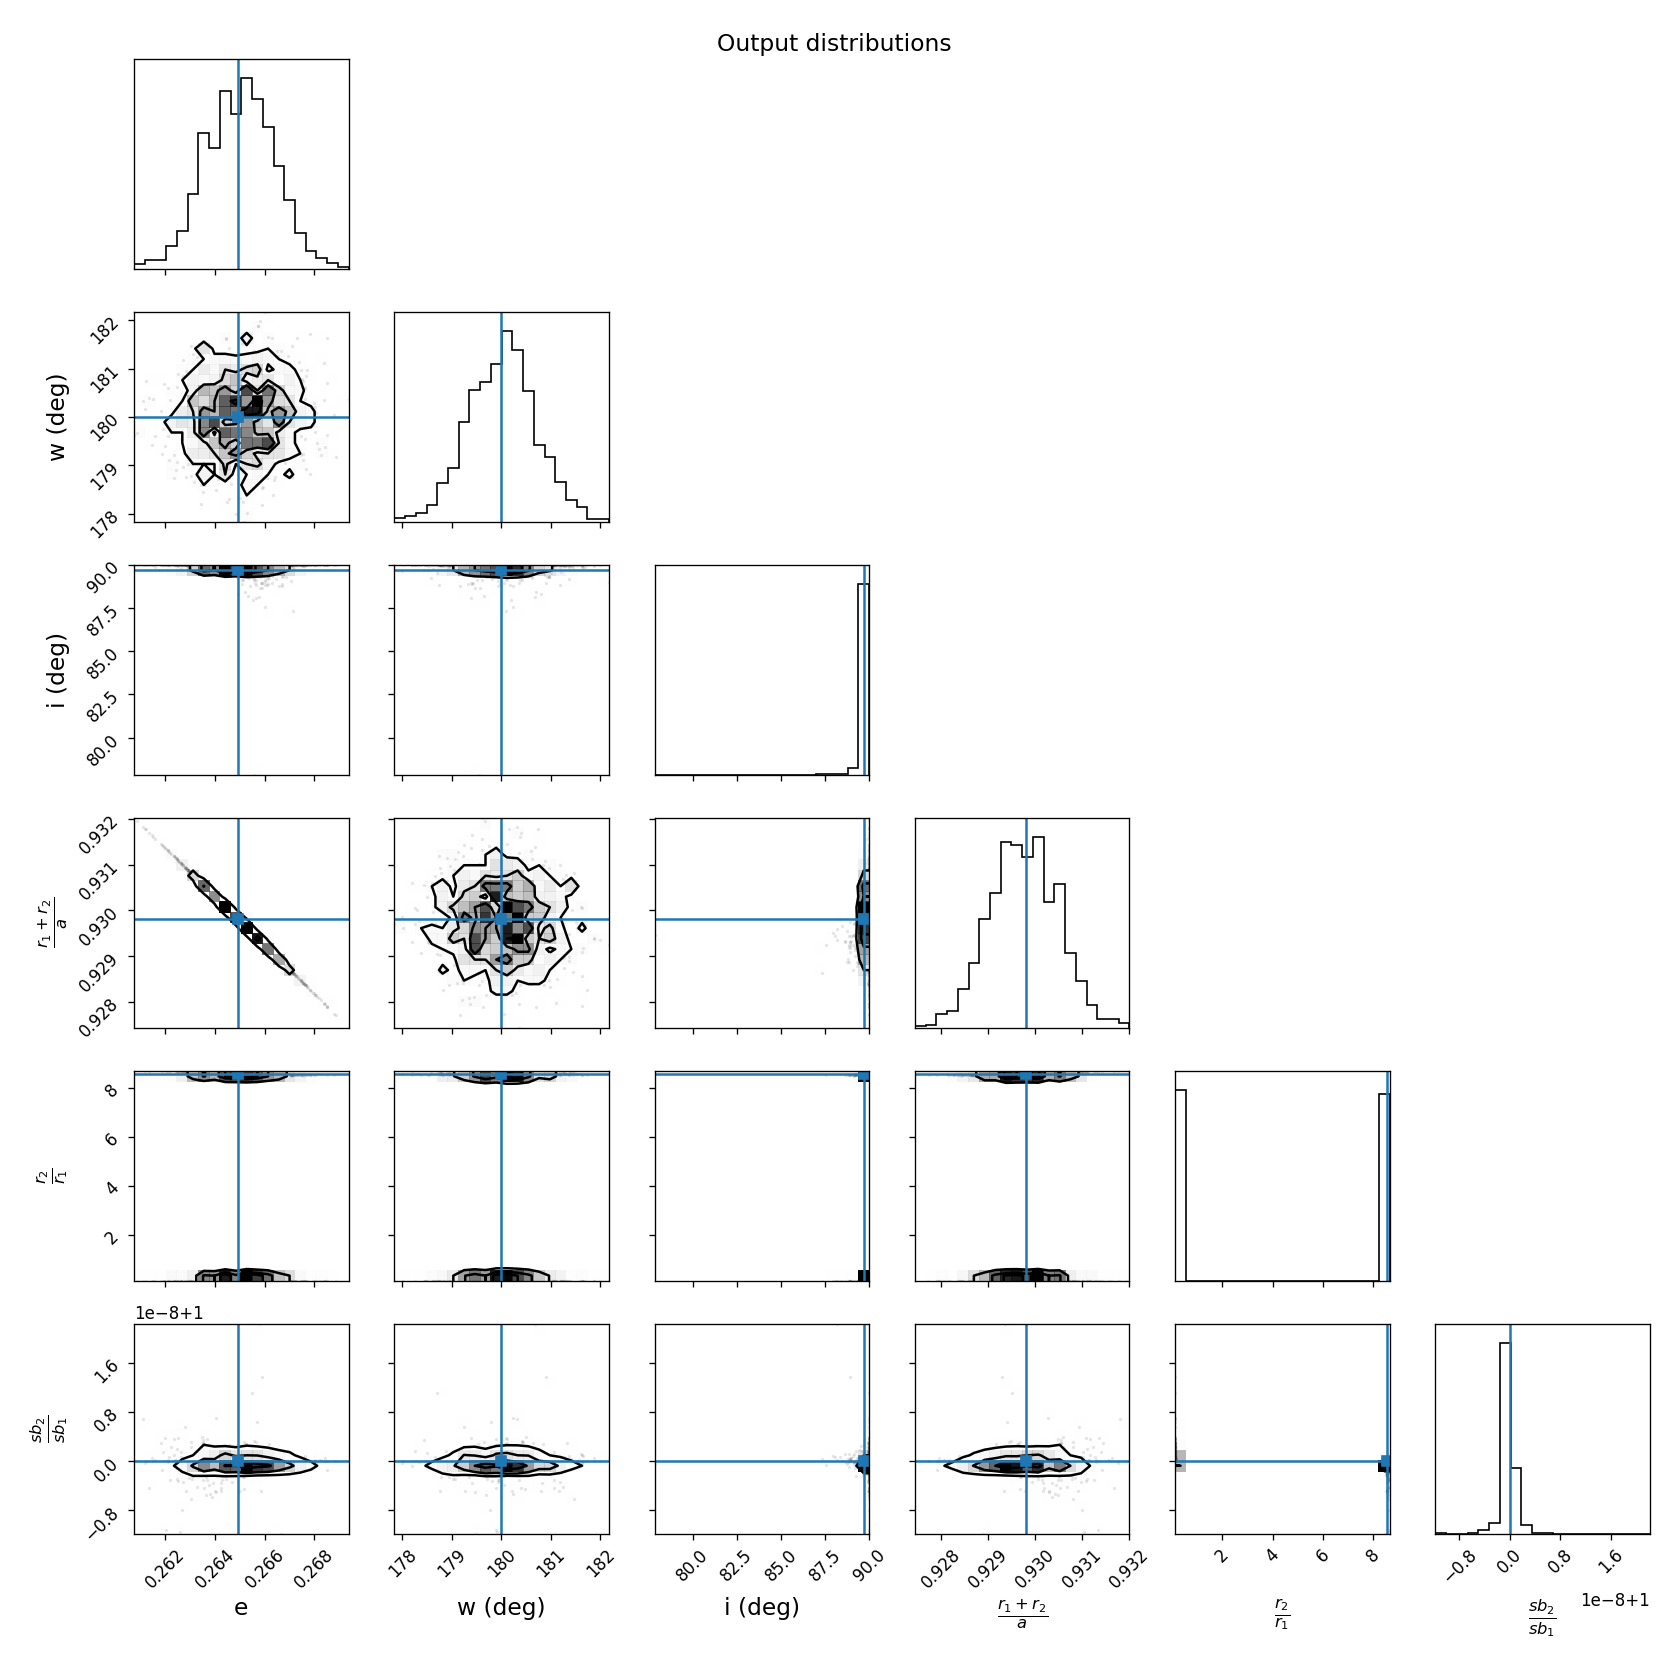 Output distributions
182
181
180
179
178
w (deg)
90.0
87.5
85.0
82.5
80.0
i (deg)
0.932
0.931
0.930
0.929
0.928
r₁ + r₂
a
8
6
4
2
r₂
r₁
1e−8+1
1.6
0.8
0.0
−0.8
sb₂
sb₁
0.262 0.264 0.266 0.268 178 179 180 181 182 80.0 82.5 85.0 87.5 90.0 0.928 0.929 0.930 0.931 0.932 2 4 6 8 −0.8 0.0 0.8 1.6
1e−8+1
e w (deg) i (deg) r₁ + r₂ r₂ sb₂
a r₁ sb₁